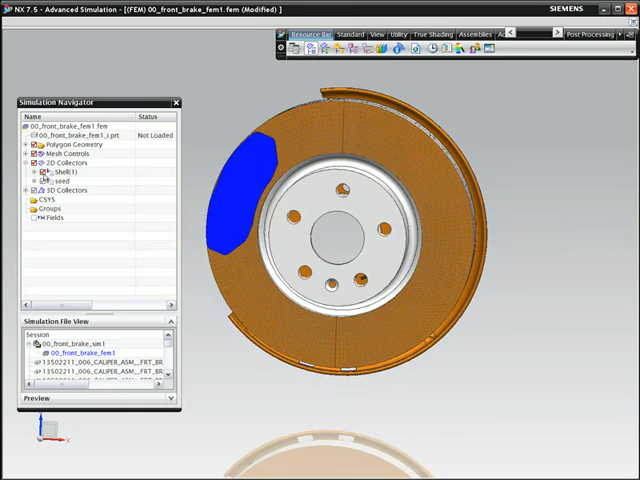 NX 7.5 - Advanced Simulation - [(FEM) 00_front_brake_fem1.fem (Modified) ]
SIEMENS
Resource Bar
Standard
View
Utility
True Shading
Assemblies
Post Processing
Simulation Navigator
Name
Status
00_front_brake_fem1.fem
00_front_brake_fem1_i.prt
Not Loaded
Polygon Geometry
Mesh Controls
2D Collectors
Shell(1)
seed
3D Collectors
CSYS
Groups
Fields
Simulation File View
Session
00_front_brake_sim1
00_front_brake_fem1
13502211_006_CALIPER_ASM__FRT_BR
13502211_006_CALIPER_ASM__FRT_BR
Preview
X